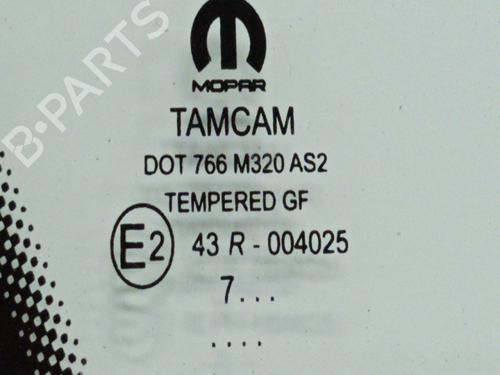 B-PARTS
MOPAR
TAMCAM
DOT 766 M320 AS2
TEMPERED GF
E2 43 R - 004025
7...
....